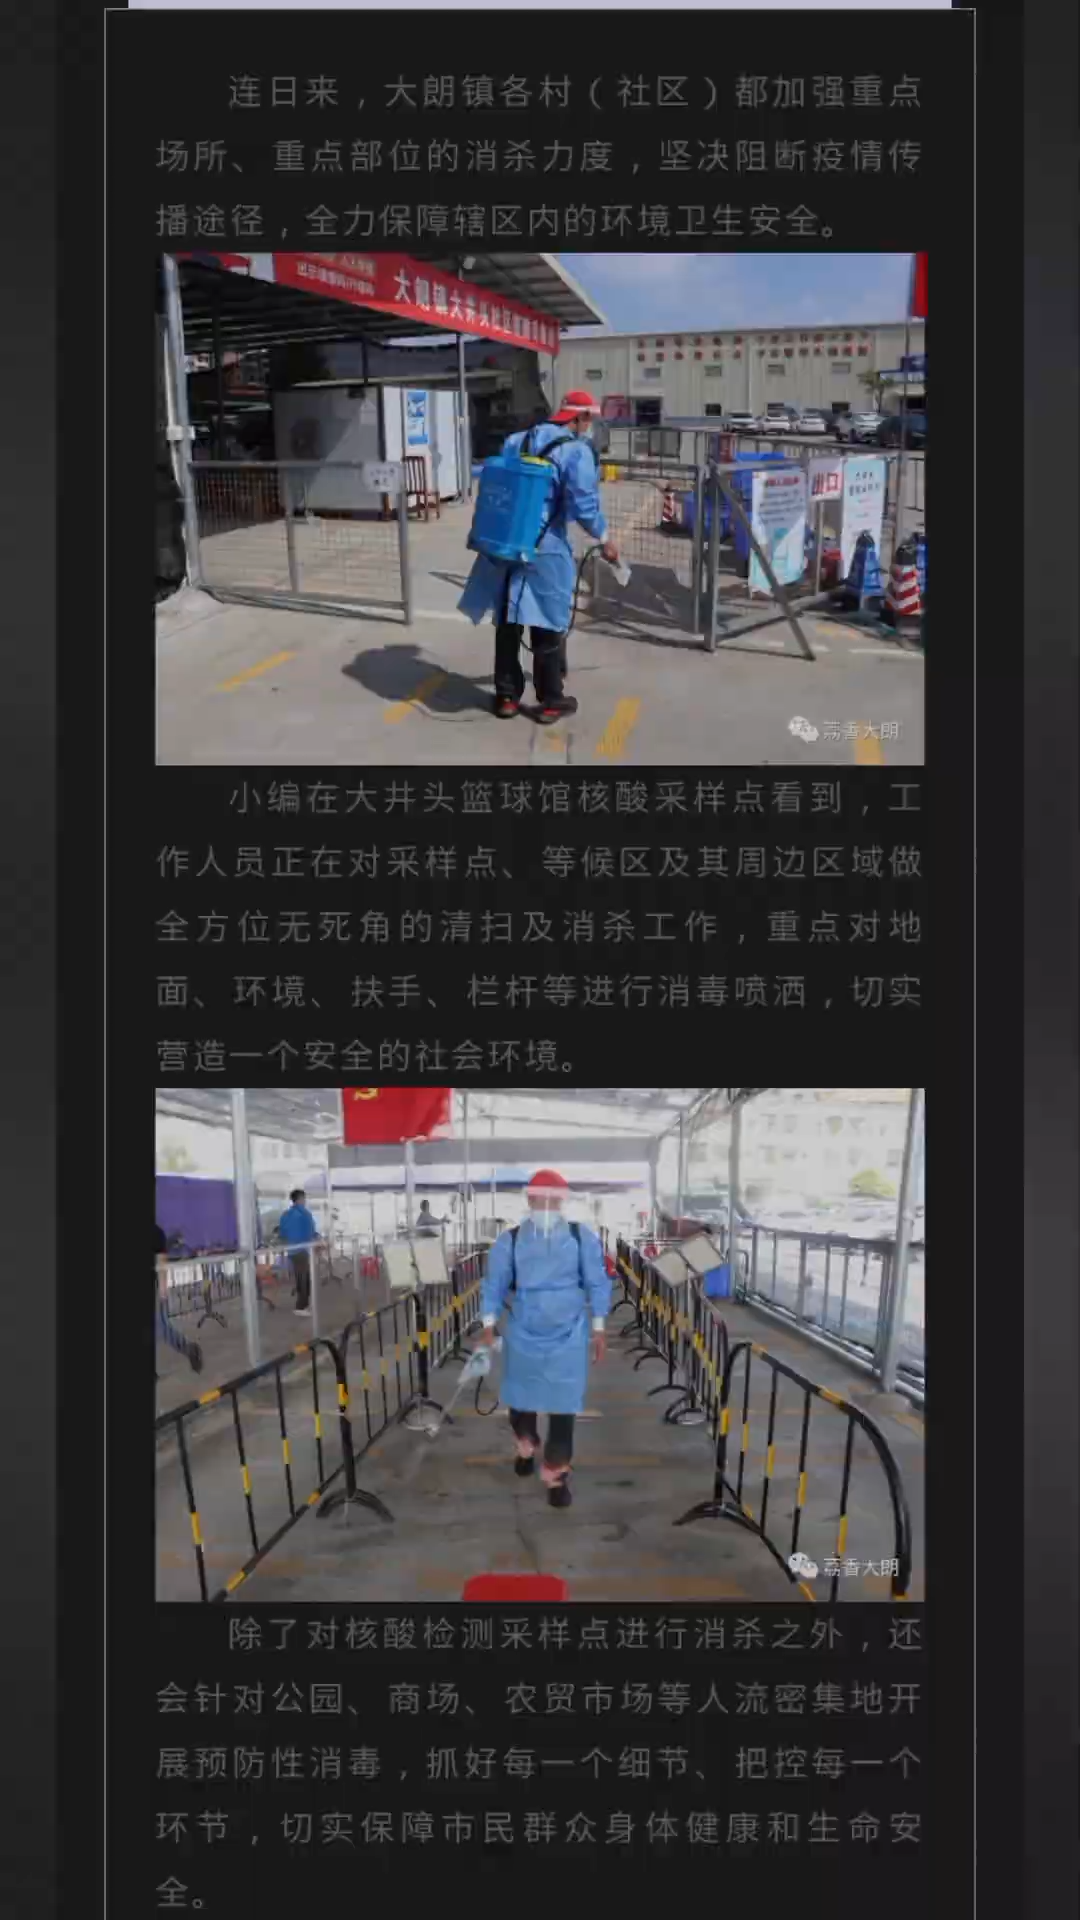 连日来，大朗镇各村（社区）都加强重点
场所、重点部位的消杀力度，坚决阻断疫情传
播途径，全力保障辖区内的环境卫生安全。
大朗镇大井头社区
出口
荔香大朗
小编在大井头篮球馆核酸采样点看到，工
作人员正在对采样点、等候区及其周边区域做
全方位无死角的清扫及消杀工作，重点对地
面、环境、扶手、栏杆等进行消毒喷洒，切实
营造一个安全的社会环境。
荔香大朗
除了对核酸检测采样点进行消杀之外，还
会针对公园、商场、农贸市场等人流密集地开
展预防性消毒，抓好每一个细节、把控每一个
环节，切实保障市民群众身体健康和生命安
全。